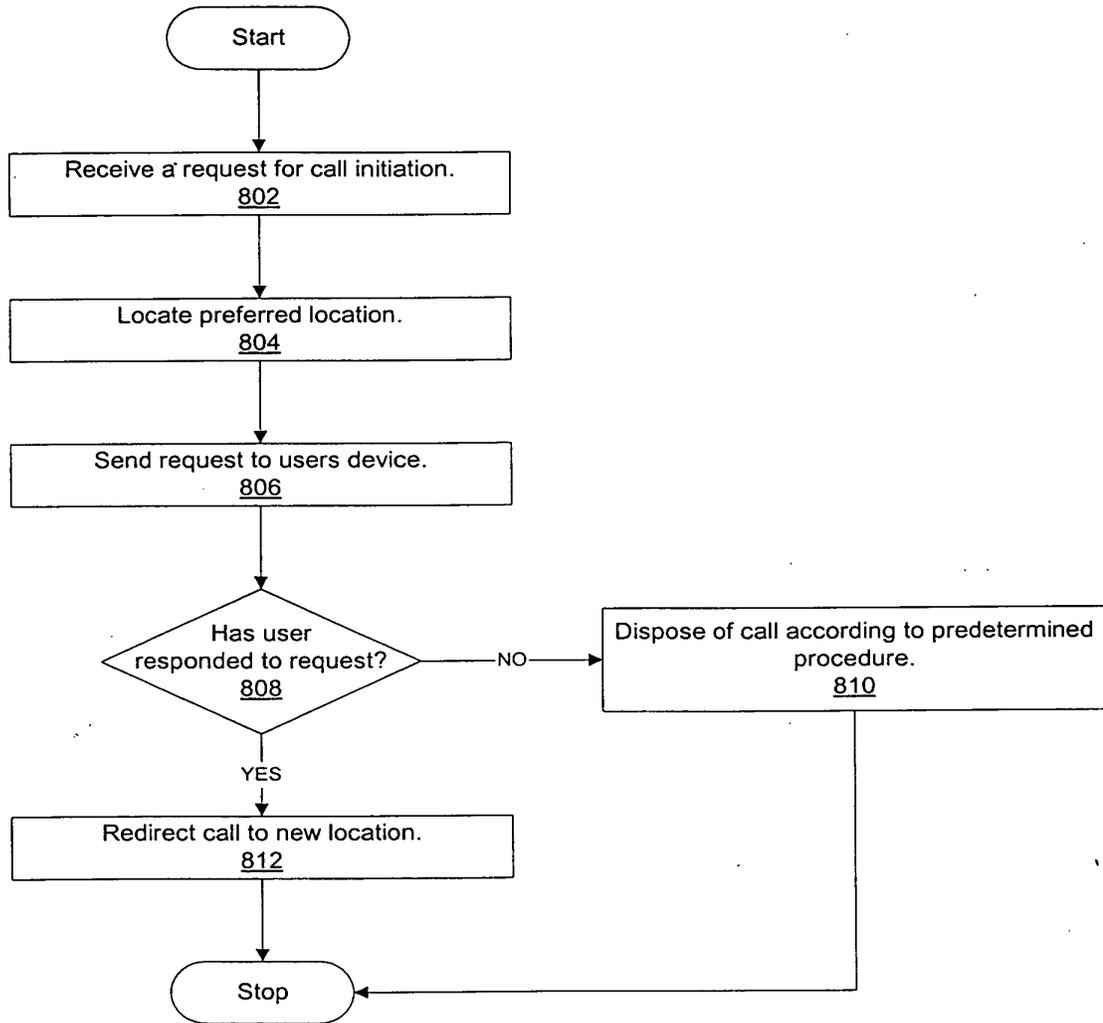 Start
Receive a request for call initiation.
802
Locate preferred location.
804
Send request to users device.
806
Has user
responded to request?
808
NO
Dispose of call according to predetermined
procedure.
810
YES
Redirect call to new location.
812
Stop